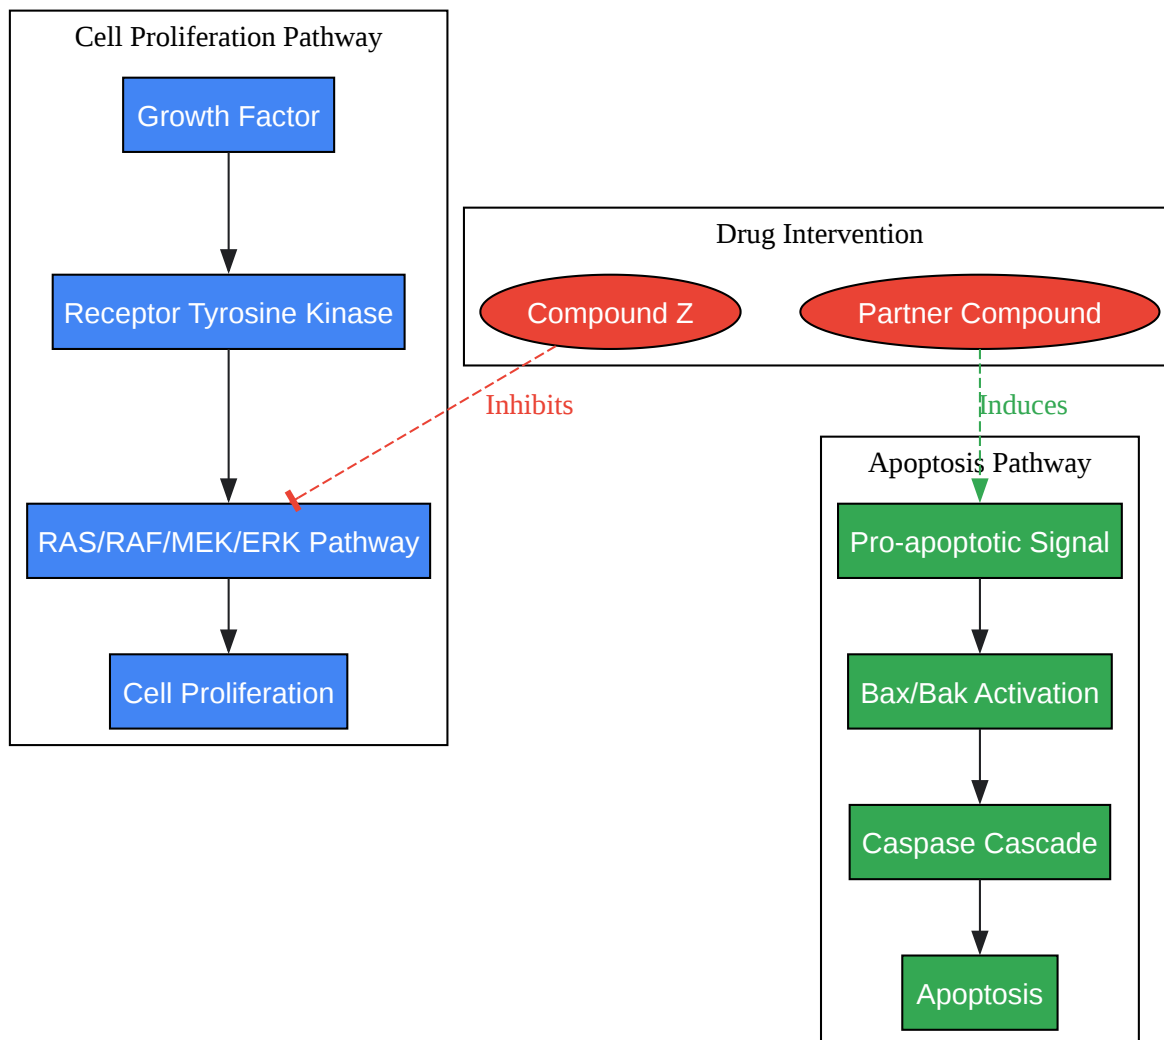 Cell Proliferation Pathway
Growth Factor
Receptor Tyrosine Kinase
RAS/RAF/MEK/ERK Pathway
Cell Proliferation
Drug Intervention
Compound Z
Partner Compound
Inhibits
Induces
Apoptosis Pathway
Pro-apoptotic Signal
Bax/Bak Activation
Caspase Cascade
Apoptosis